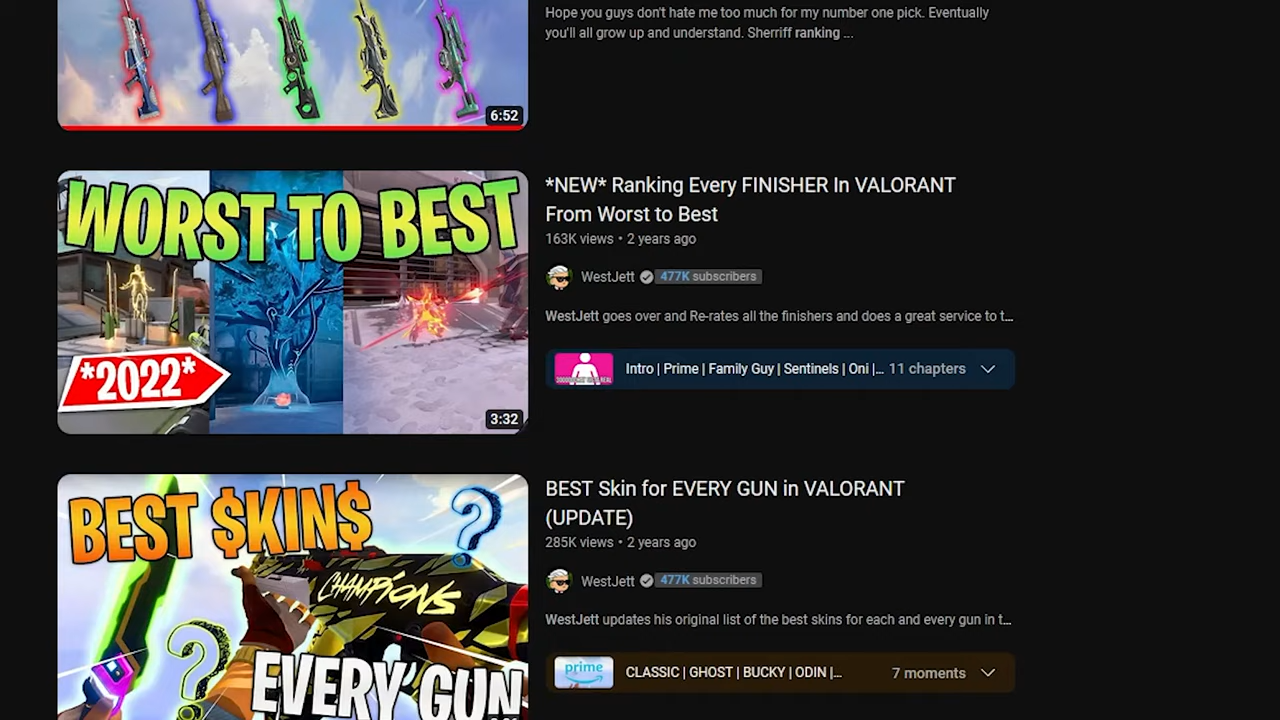 Hope you guys don't hate me too much for my number one pick. Eventually
you'll all grow up and understand. Sherriff ranking ...
6:52
WORST TO BEST
*2022*
3:32
*NEW* Ranking Every FINISHER In VALORANT
From Worst to Best
163K views • 2 years ago
WestJett 477K subscribers
WestJett goes over and Re-rates all the finishers and does a great service to t...
Intro | Prime | Family Guy | Sentinels | Oni |... 11 chapters
BEST $KIN$
CHAMPIONS
EVERY GUN
BEST Skin for EVERY GUN in VALORANT
(UPDATE)
285K views • 2 years ago
WestJett 477K subscribers
WestJett updates his original list of the best skins for each and every gun in t...
prime
CLASSIC | GHOST | BUCKY | ODIN |... 7 moments